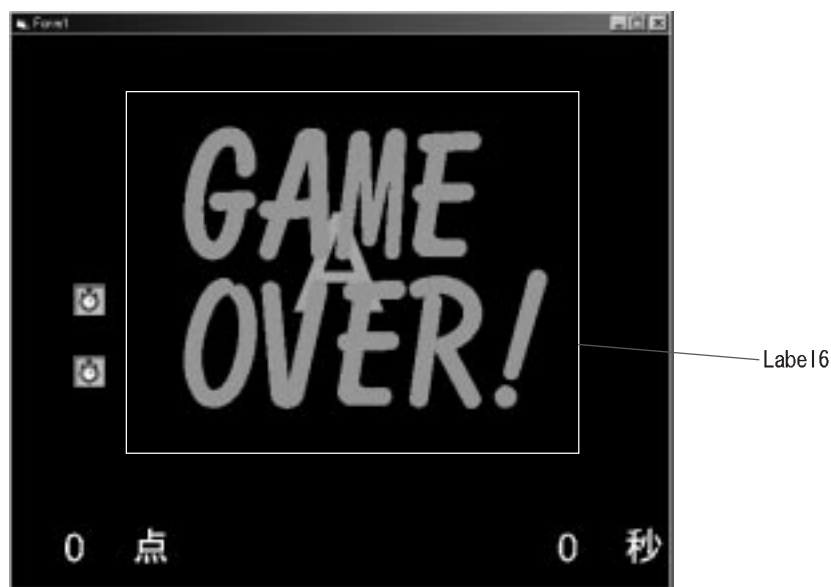 Form1
GAME
A
OVER!
Label6
0 点
0 秒